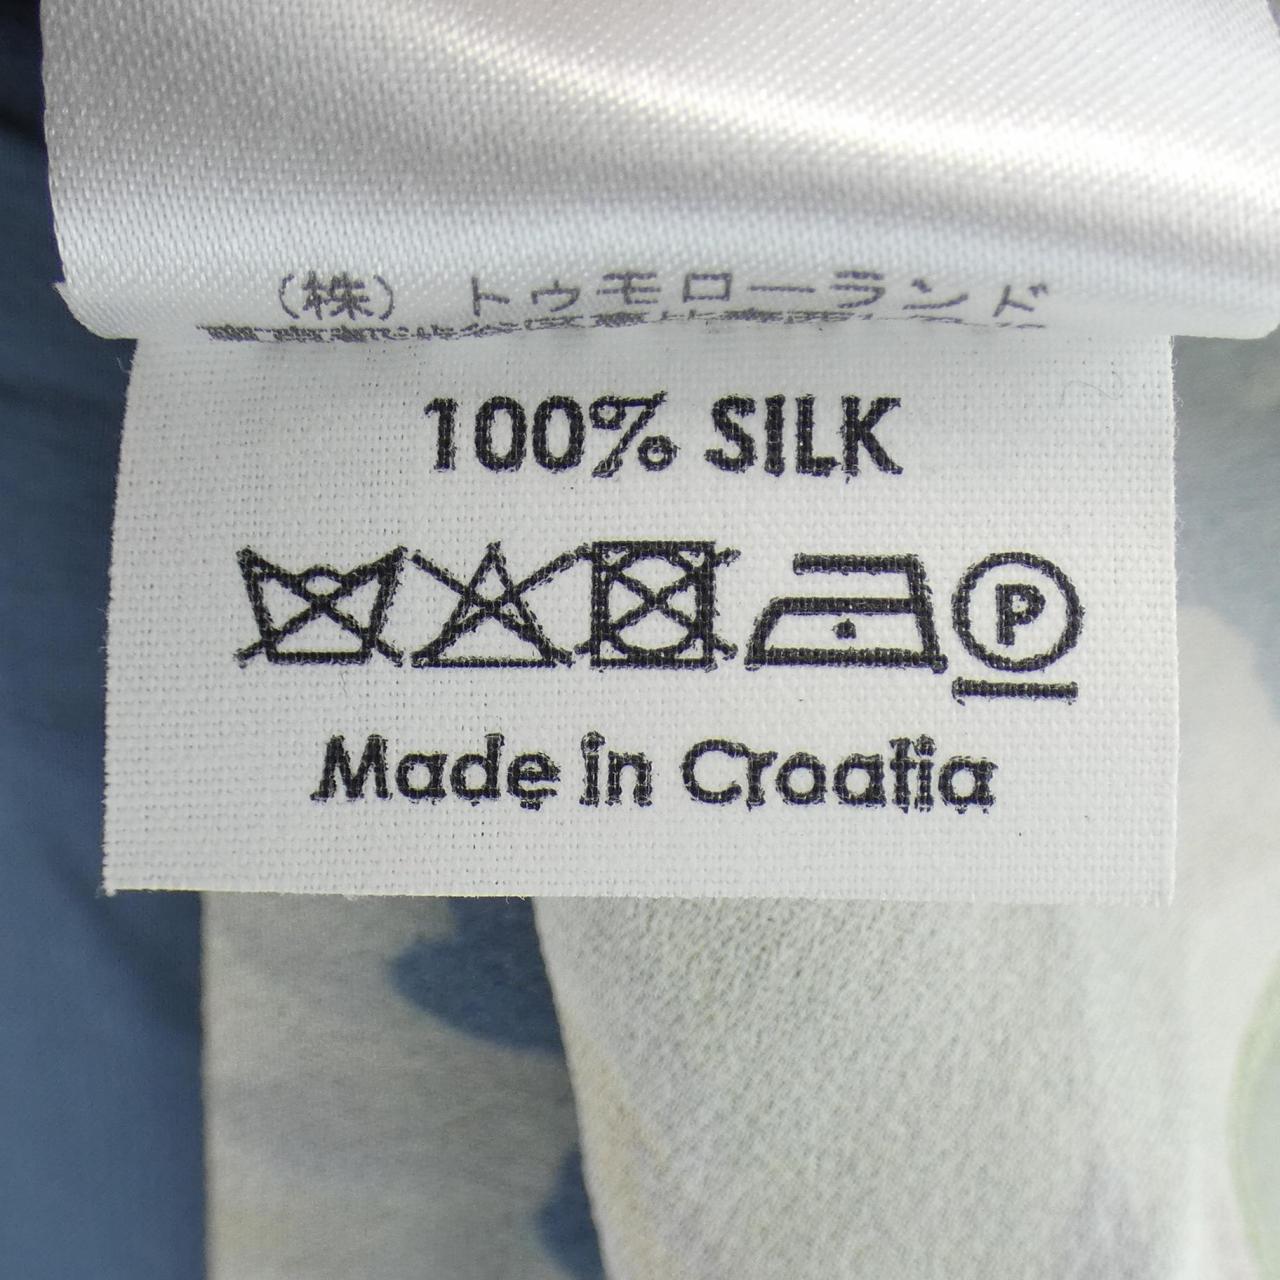 （株） トゥモローランド
100% SILK
P
Made in Croatia